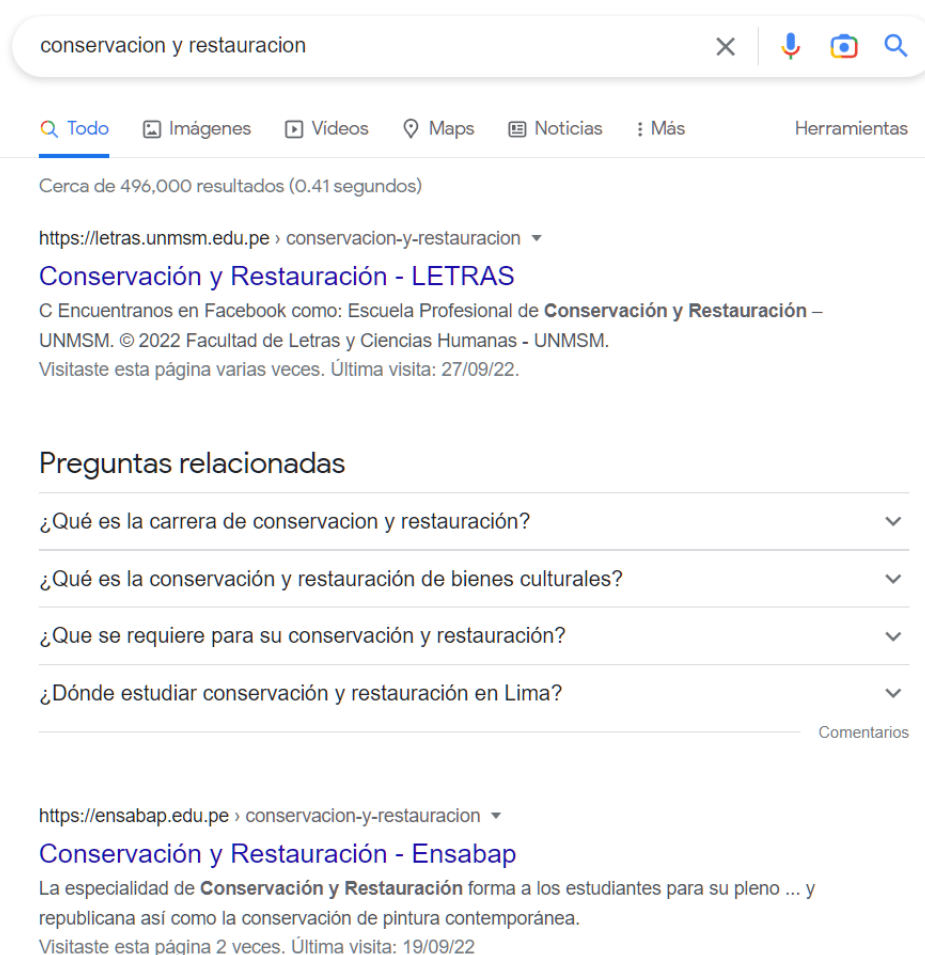 conservacion y restauracion
Todo Imágenes Vídeos Maps Noticias Más Herramientas
Cerca de 496,000 resultados (0.41 segundos)
https://letras.unmsm.edu.pe › conservacion-y-restauracion
Conservación y Restauración - LETRAS
C Encuentranos en Facebook como: Escuela Profesional de Conservación y Restauración –
UNMSM. © 2022 Facultad de Letras y Ciencias Humanas - UNMSM.
Visitaste esta página varias veces. Última visita: 27/09/22.
Preguntas relacionadas
¿Qué es la carrera de conservacion y restauración?
¿Qué es la conservación y restauración de bienes culturales?
¿Que se requiere para su conservación y restauración?
¿Dónde estudiar conservación y restauración en Lima?
Comentarios
https://ensabap.edu.pe › conservacion-y-restauracion
Conservación y Restauración - Ensabap
La especialidad de Conservación y Restauración forma a los estudiantes para su pleno ... y
republicana así como la conservación de pintura contemporánea.
Visitaste esta página 2 veces. Última visita: 19/09/22